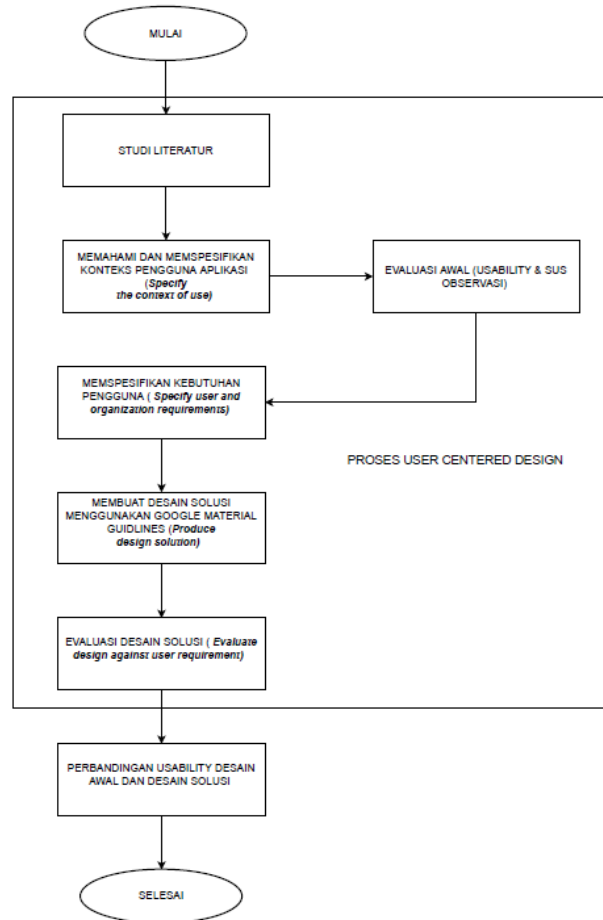 MULAI
STUDI LITERATUR
MEMAHAMI DAN MEMSPESIFIKAN
KONTEKS PENGGUNA APLIKASI
(Specify
the context of use)
EVALUASI AWAL (USABILITY & SUS
OBSERVASI)
MEMSPESIFIKAN KEBUTUHAN
PENGGUNA ( Specify user and
organization requirements)
PROSES USER CENTERED DESIGN
MEMBUAT DESAIN SOLUSI
MENGGUNAKAN GOOGLE MATERIAL
GUIDLINES (Produce
design solution)
EVALUASI DESAIN SOLUSI ( Evaluate
design against user requirement)
PERBANDINGAN USABILITY DESAIN
AWAL DAN DESAIN SOLUSI
SELESAI